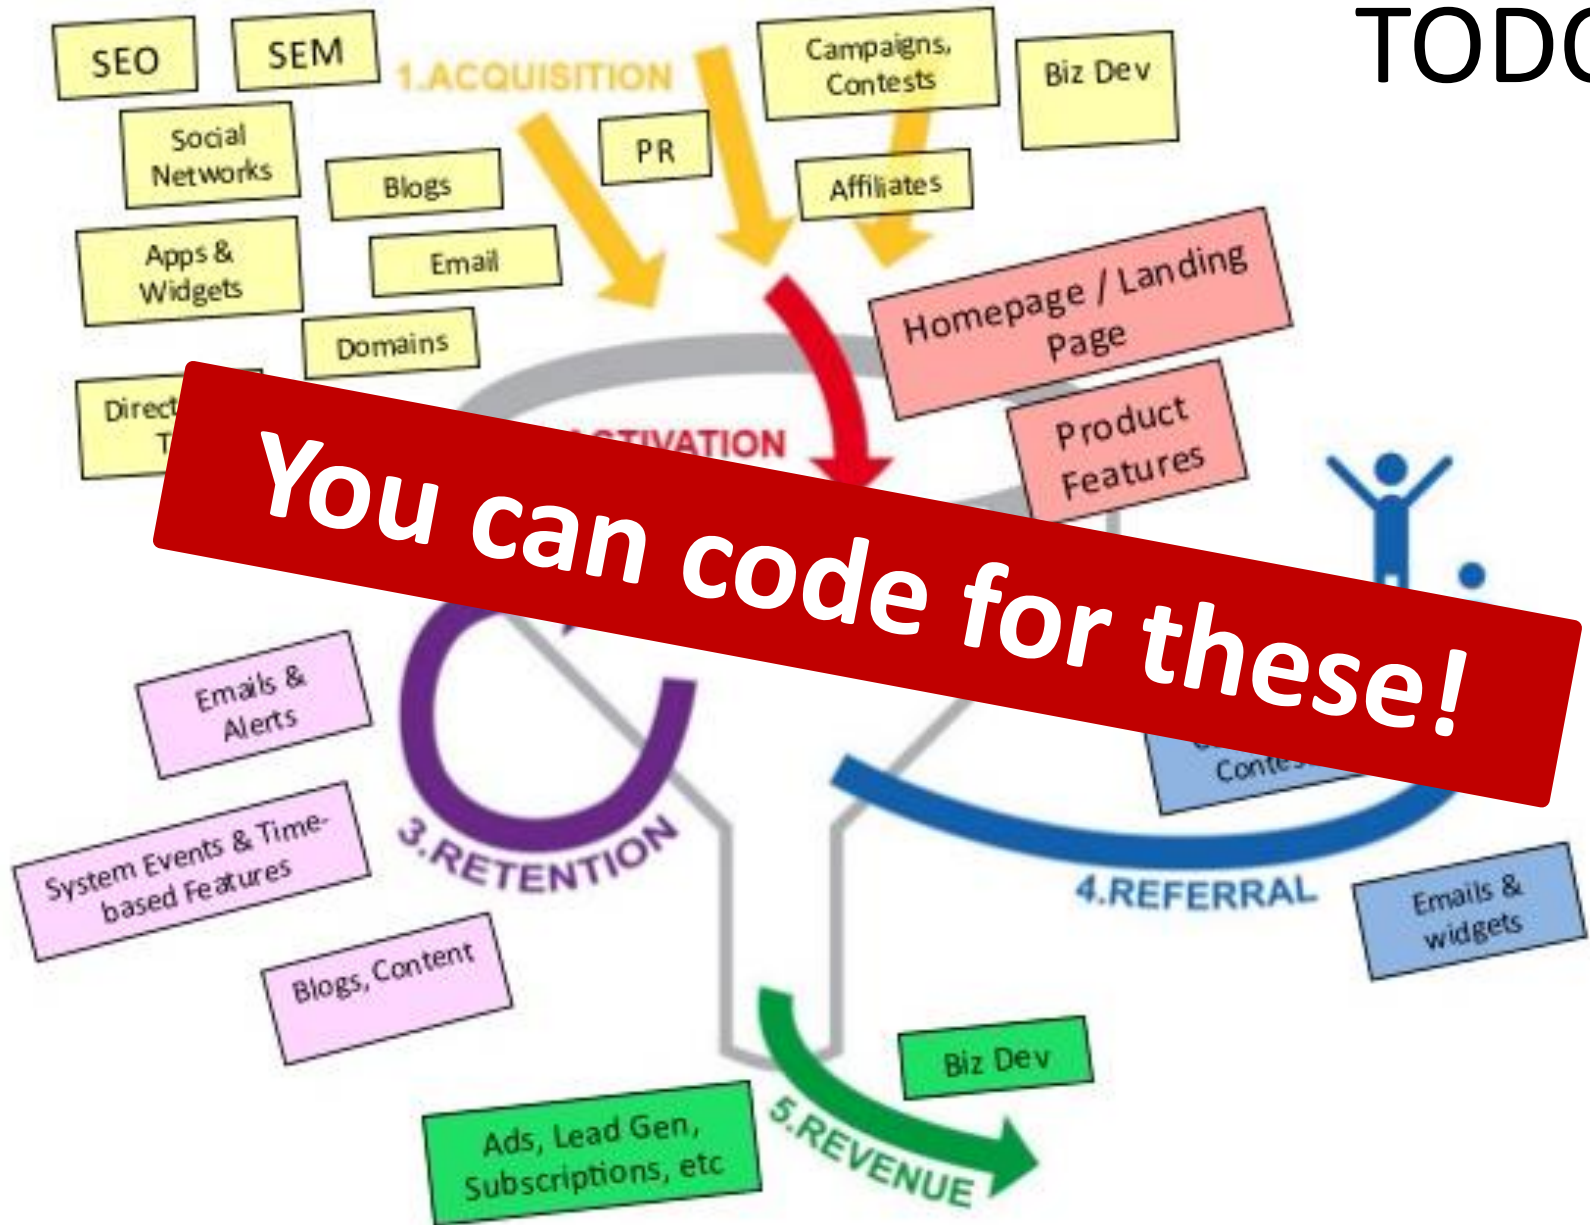 TODO
SEO
SEM
1.ACQUISITION
Campaigns,
Contests
Biz Dev
Social
Networks
Blogs
PR
Affiliates
Apps &
Widgets
Email
Domains
Homepage / Landing
Page
Product
Features
You can code for these!
Emails &
Alerts
3.RETENTION
System Events & Time-
based Features
Blogs, Content
4.REFERRAL
Emails &
widgets
Biz Dev
Ads, Lead Gen,
Subscriptions, etc
5.REVENUE